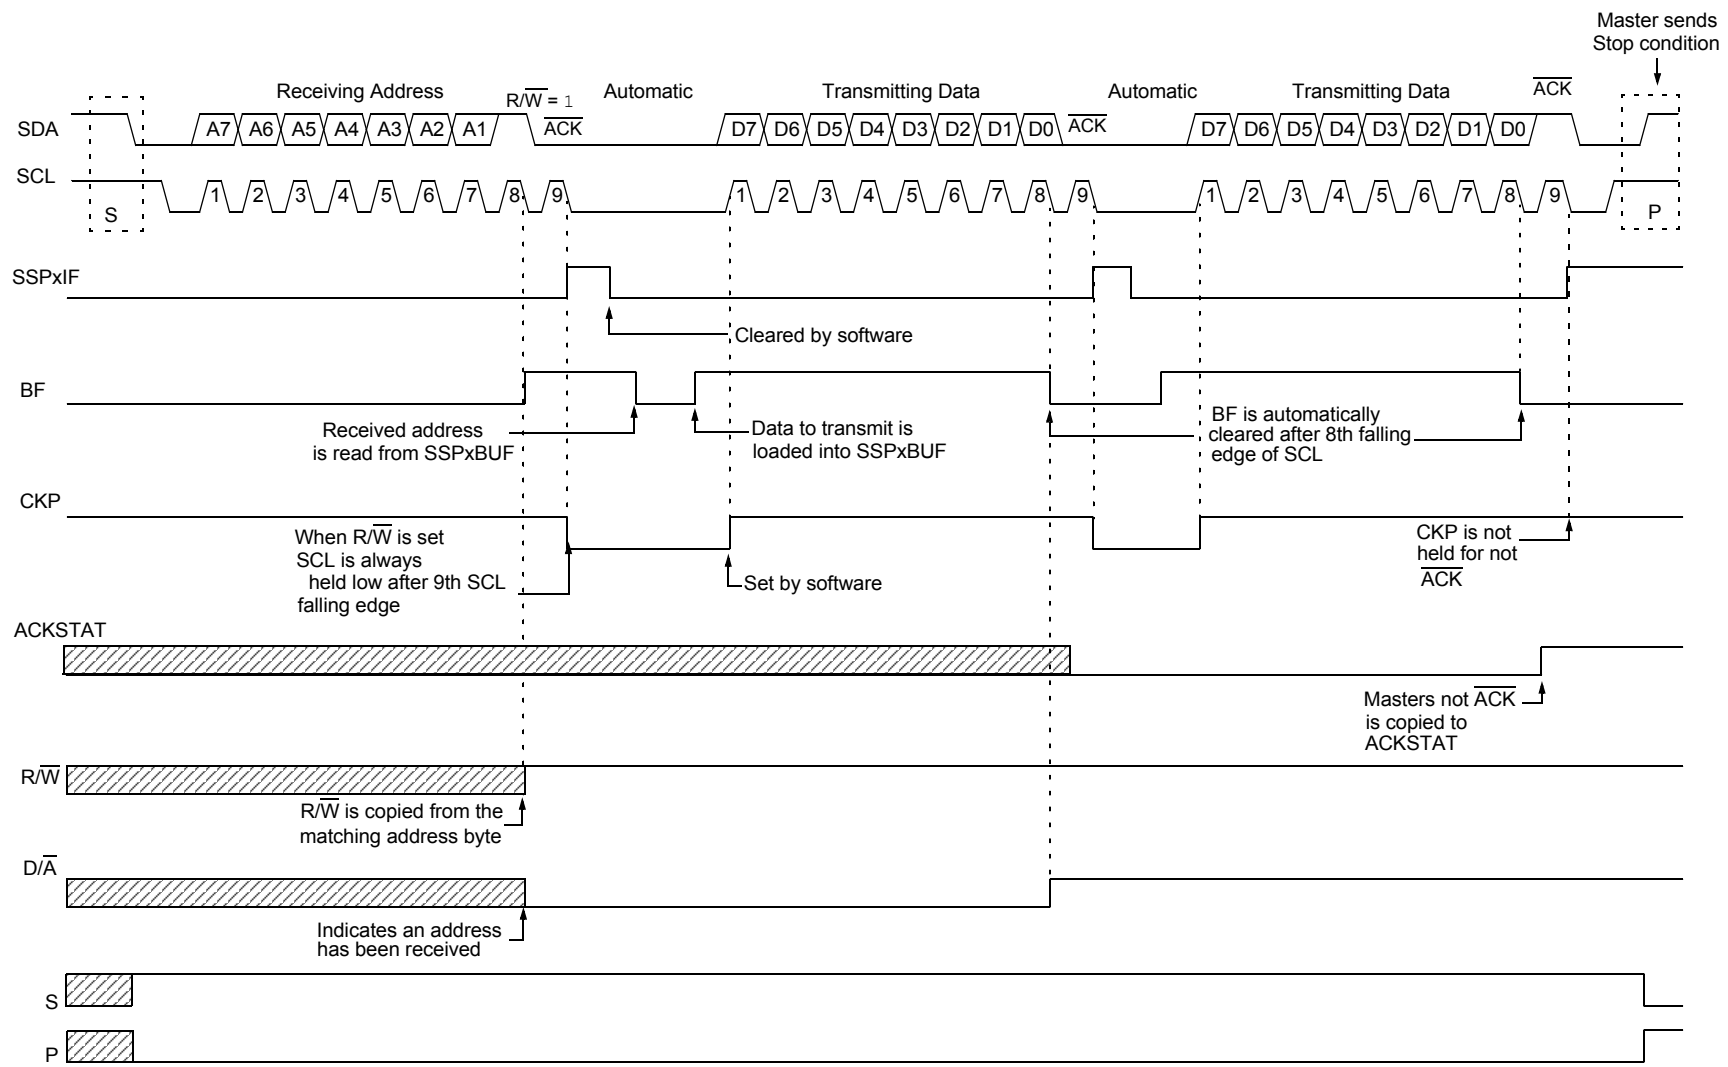 Master sends
Stop condition
Receiving Address
R/W = 1
Automatic
Transmitting Data
Automatic
Transmitting Data
ACK
SDA
A7 A6 A5 A4 A3 A2 A1
ACK
D7 D6 D5 D4 D3 D2 D1 D0
ACK
D7 D6 D5 D4 D3 D2 D1 D0
SCL
1 2 3 4 5 6 7 8 9
1 2 3 4 5 6 7 8 9
1 2 3 4 5 6 7 8 9
S
P
SSPxIF
Cleared by software
BF
Received address
is read from SSPxBUF
Data to transmit is
loaded into SSPxBUF
BF is automatically
cleared after 8th falling
edge of SCL
CKP
When R/W is set
SCL is always
held low after 9th SCL
falling edge
Set by software
CKP is not
held for not
ACK
ACKSTAT
Masters not ACK
is copied to
ACKSTAT
R/W
R/W is copied from the
matching address byte
D/A
Indicates an address
has been received
S
P